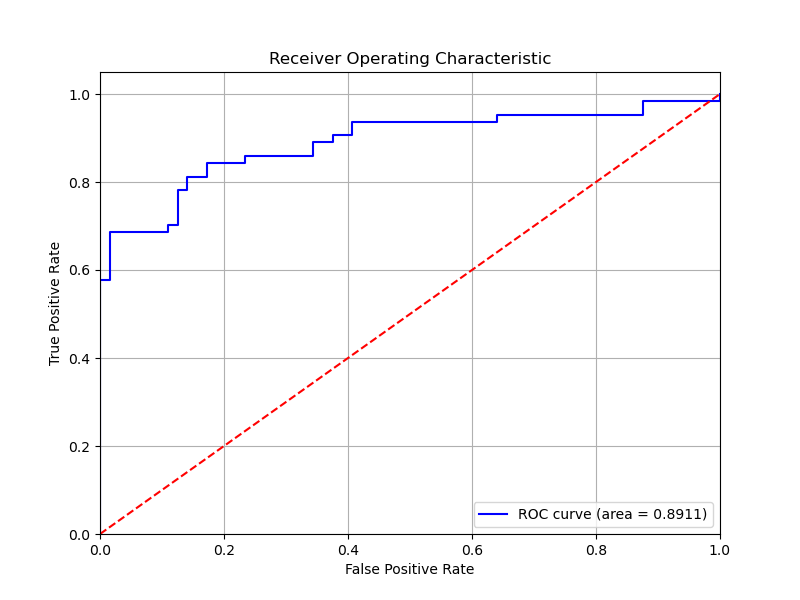 Receiver Operating Characteristic
True Positive Rate
1.0
0.8
0.6
0.4
0.2
0.0
ROC curve (area = 0.8911)
0.0 0.2 0.4 0.6 0.8 1.0
False Positive Rate